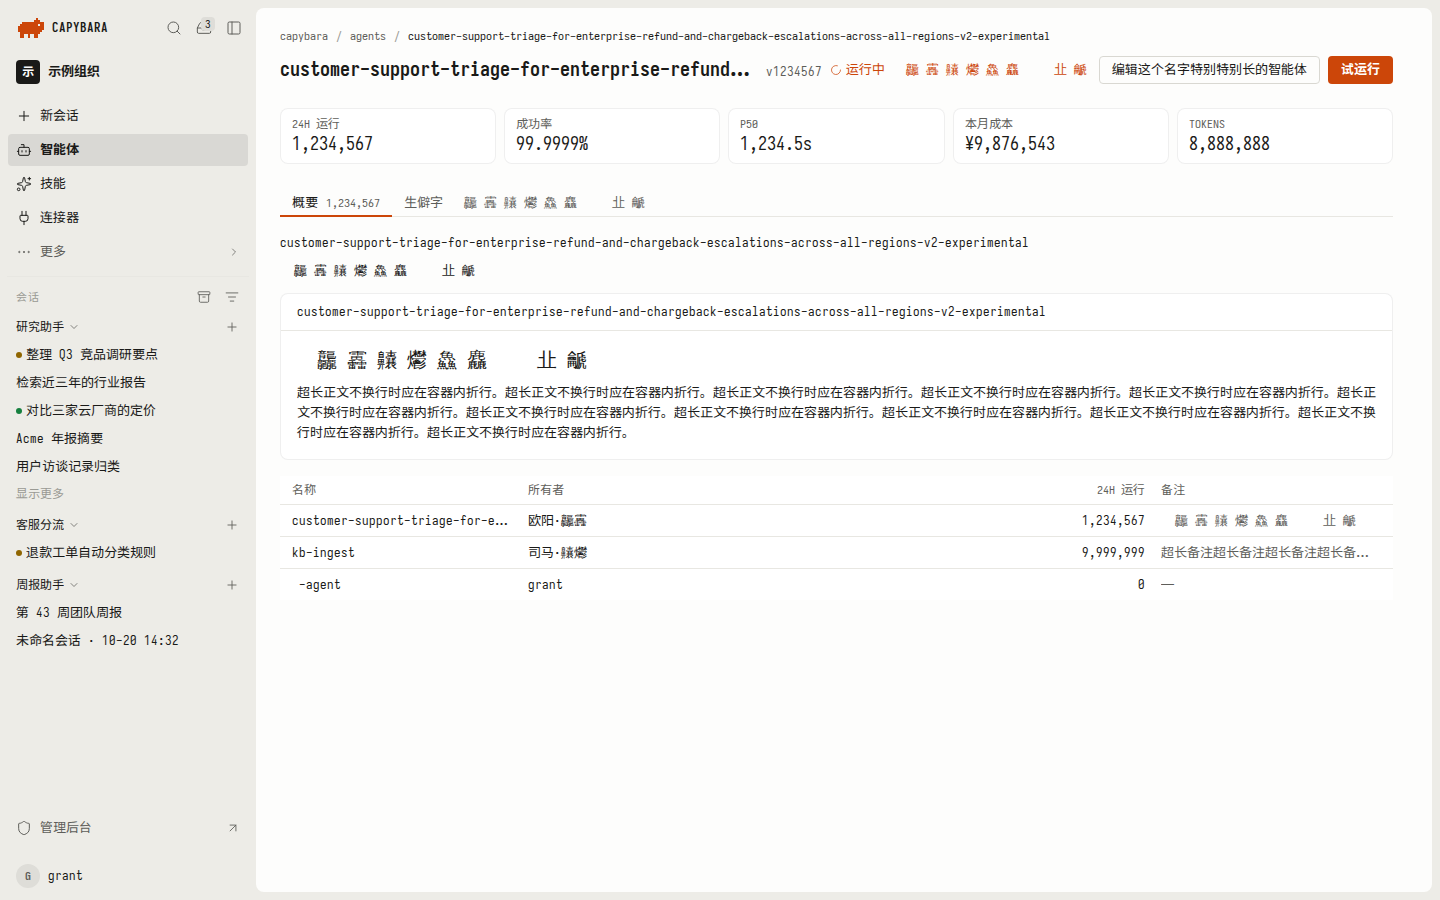 CAPYBARA
3
示 示例组织
新会话
智能体
技能
连接器
更多
会话
研究助手
整理 Q3 竞品调研要点
检索近三年的行业报告
对比三家云厂商的定价
Acme 年报摘要
用户访谈记录归类
显示更多
客服分流
退款工单自动分类规则
周报助手
第 43 周团队周报
未命名会话 · 10-20 14:32
管理后台
G grant
capybara / agents / customer-support-triage-for-enterprise-refund-and-chargeback-escalations-across-all-regions-v2-experimental
customer-support-triage-for-enterprise-refund... v1234567 运行中 编辑这个名字特别特别长的智能体 试运行
24H 运行
1,234,567
成功率
99.9999%
P50
1,234.5s
本月成本
¥9,876,543
TOKENS
8,888,888
概要 1,234,567 生僻字
customer-support-triage-for-enterprise-refund-and-chargeback-escalations-across-all-regions-v2-experimental
customer-support-triage-for-enterprise-refund-and-chargeback-escalations-across-all-regions-v2-experimental
超长正文不换行时应在容器内折行。超长正文不换行时应在容器内折行。超长正文不换行时应在容器内折行。超长正文不换行时应在容器内折行。超长正文不换行时应在容器内折行。超长正
文不换行时应在容器内折行。超长正文不换行时应在容器内折行。超长正文不换行时应在容器内折行。超长正文不换行时应在容器内折行。超长正文不换行时应在容器内折行。超长正文不换
行时应在容器内折行。超长正文不换行时应在容器内折行。
名称 所有者 24H 运行 备注
customer-support-triage-for-e... 欧阳· 1,234,567
kb-ingest 司马· 9,999,999 超长备注超长备注超长备注超长备...
-agent grant 0 —